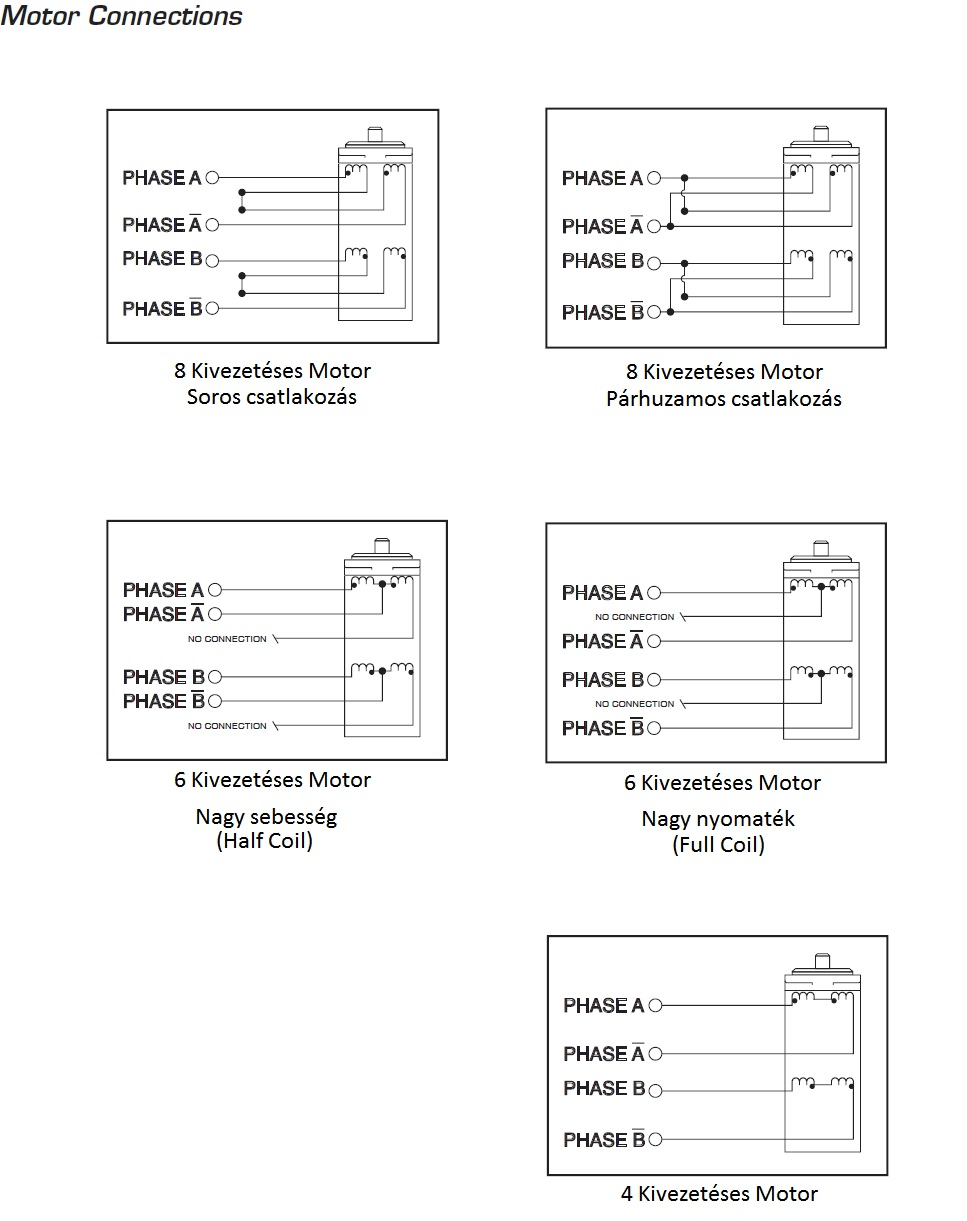 Motor Connections
PHASE A
PHASE A̅
PHASE B
PHASE B̅
8 Kivezetéses Motor
Soros csatlakozás
PHASE A
PHASE A̅
PHASE B
PHASE B̅
8 Kivezetéses Motor
Párhuzamos csatlakozás
PHASE A
PHASE A̅
NO CONNECTION
PHASE B
PHASE B̅
NO CONNECTION
6 Kivezetéses Motor
Nagy sebesség
(Half Coil)
PHASE A
NO CONNECTION
PHASE A̅
PHASE B
NO CONNECTION
PHASE B̅
6 Kivezetéses Motor
Nagy nyomaték
(Full Coil)
PHASE A
PHASE A̅
PHASE B
PHASE B̅
4 Kivezetéses Motor